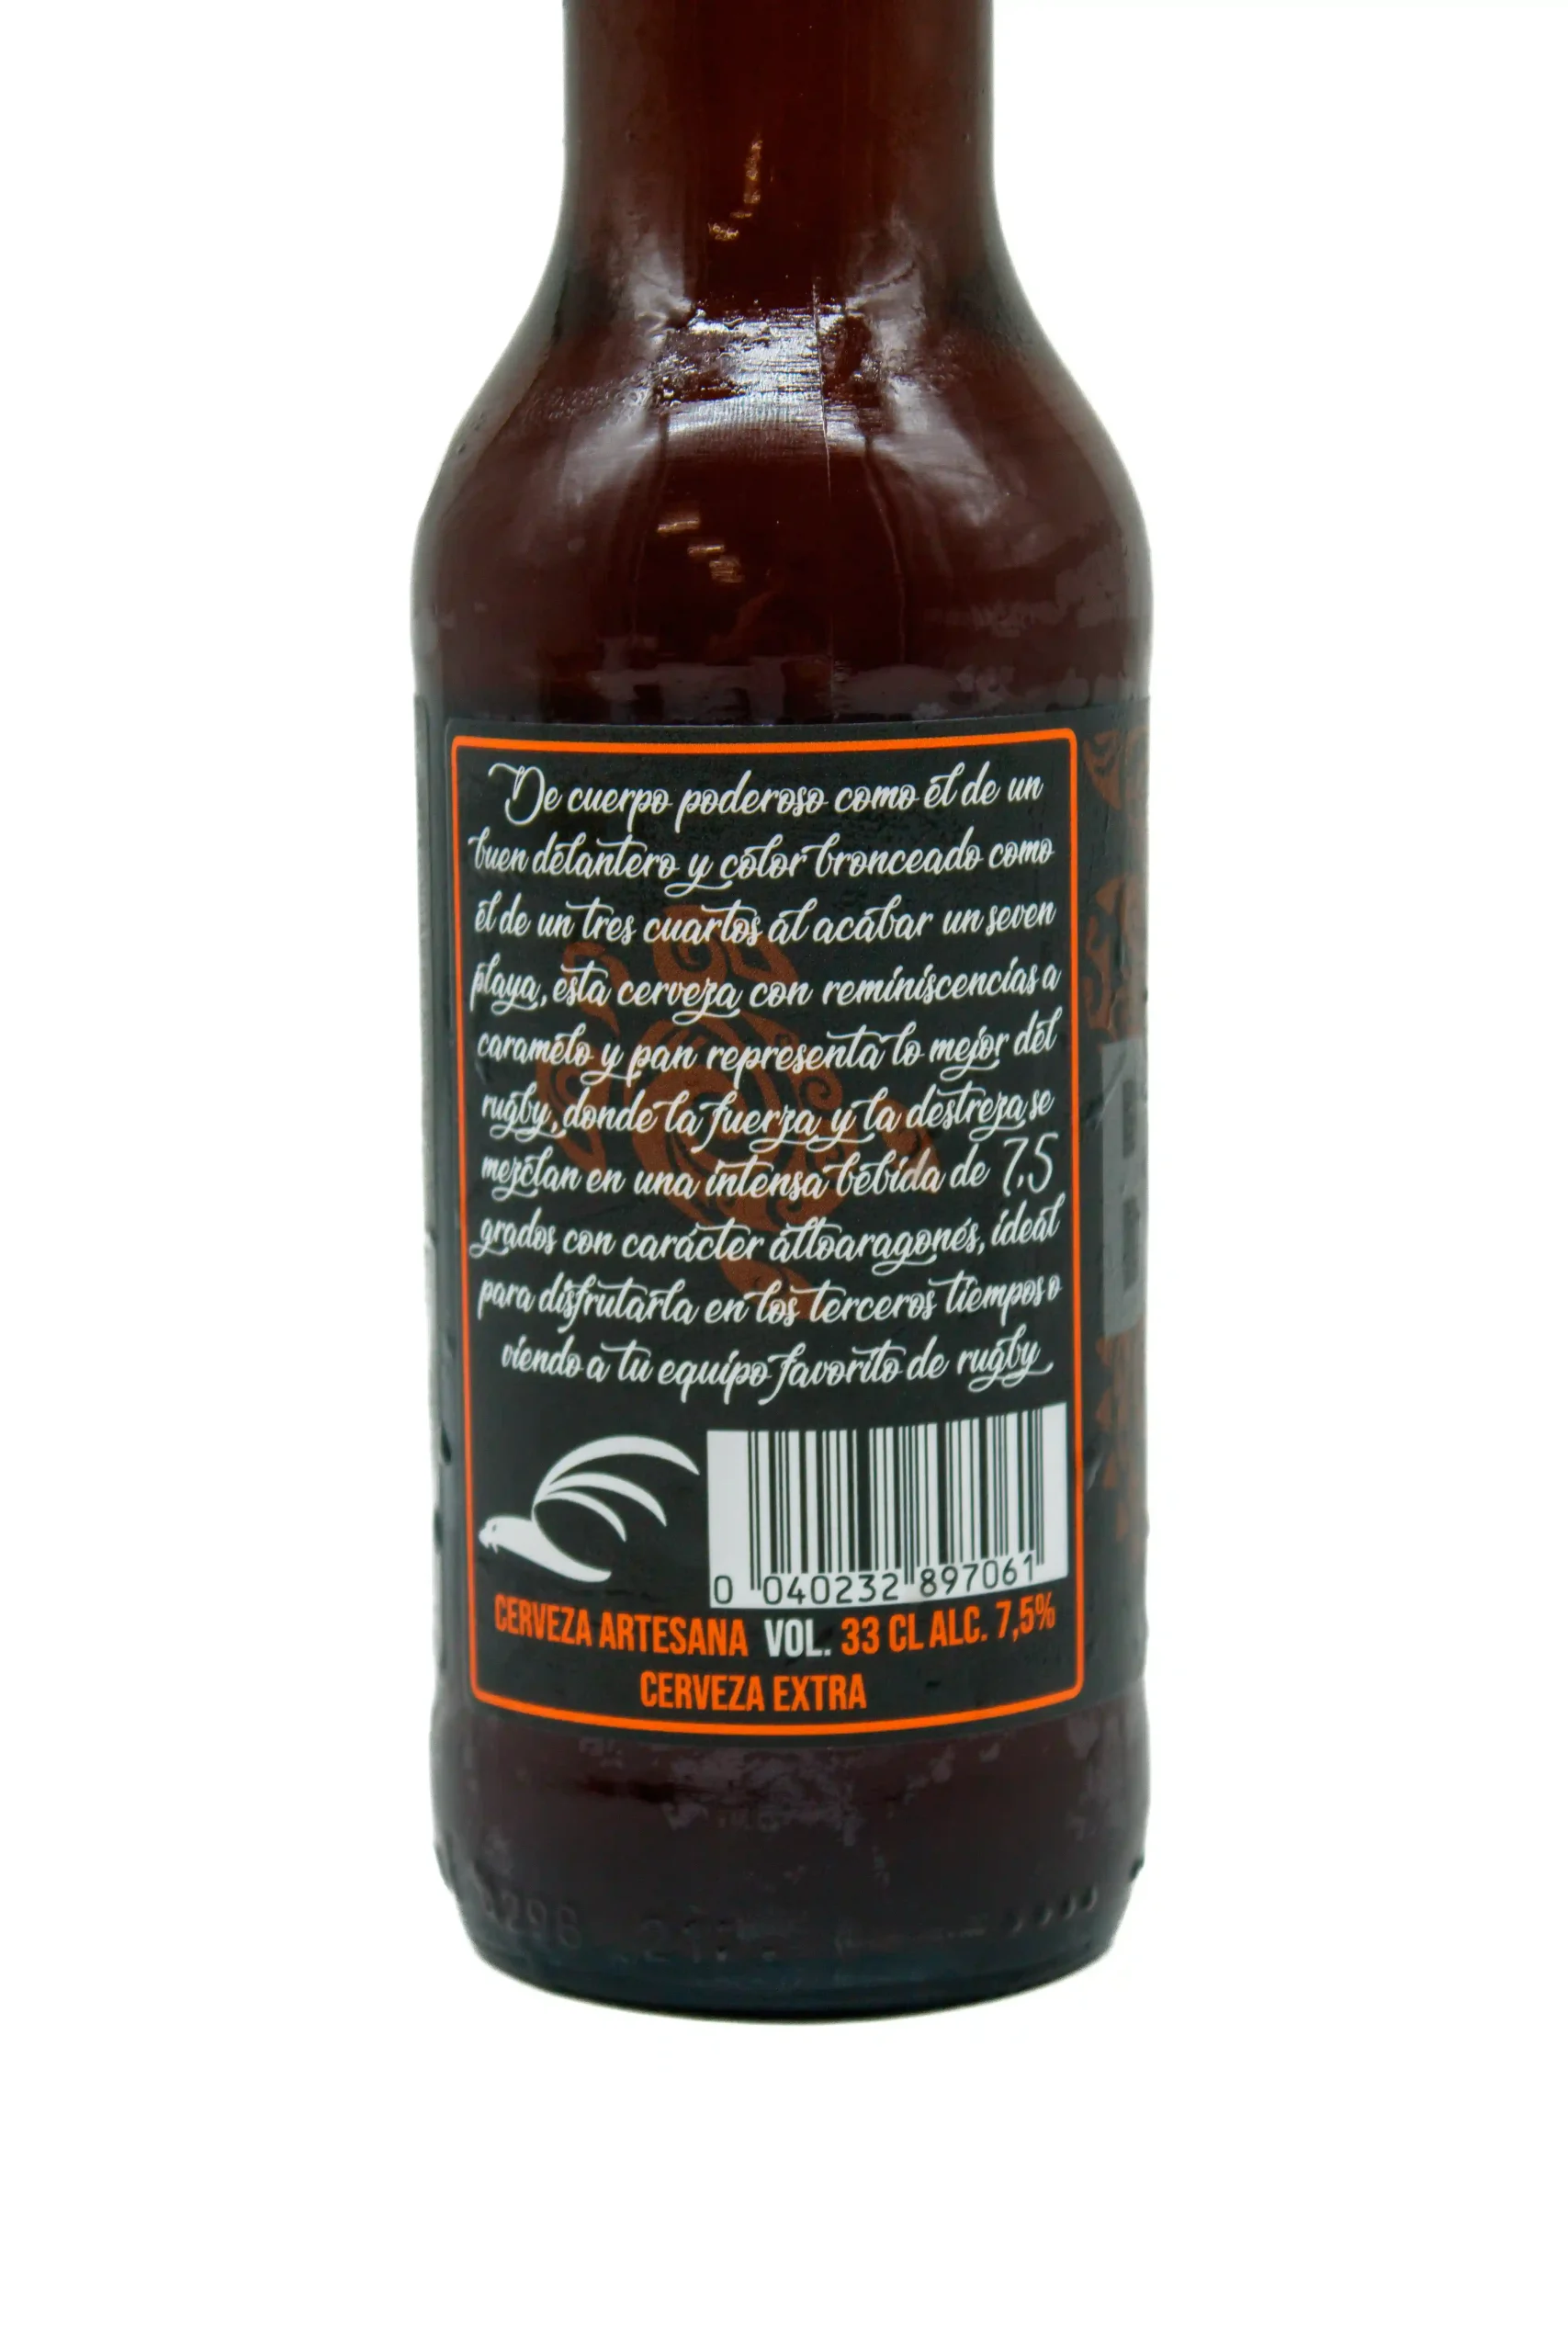 De cuerpo poderoso como el de un
buen delantero y color bronceado como
el de un tres cuartos al acabar un seven
playa, esta cerveza con reminiscencias a
caramelo y pan representa lo mejor del
rugby, donde la fuerza y la destreza se
mezclan en una intensa bebida de 7,5
grados con carácter altoaragonés, ideal
para disfrutarla en los terceros tiempos o
viendo a tu equipo favorito de rugby
0 040232 897061
CERVEZA ARTESANA VOL. 33 CL ALC. 7,5%
CERVEZA EXTRA